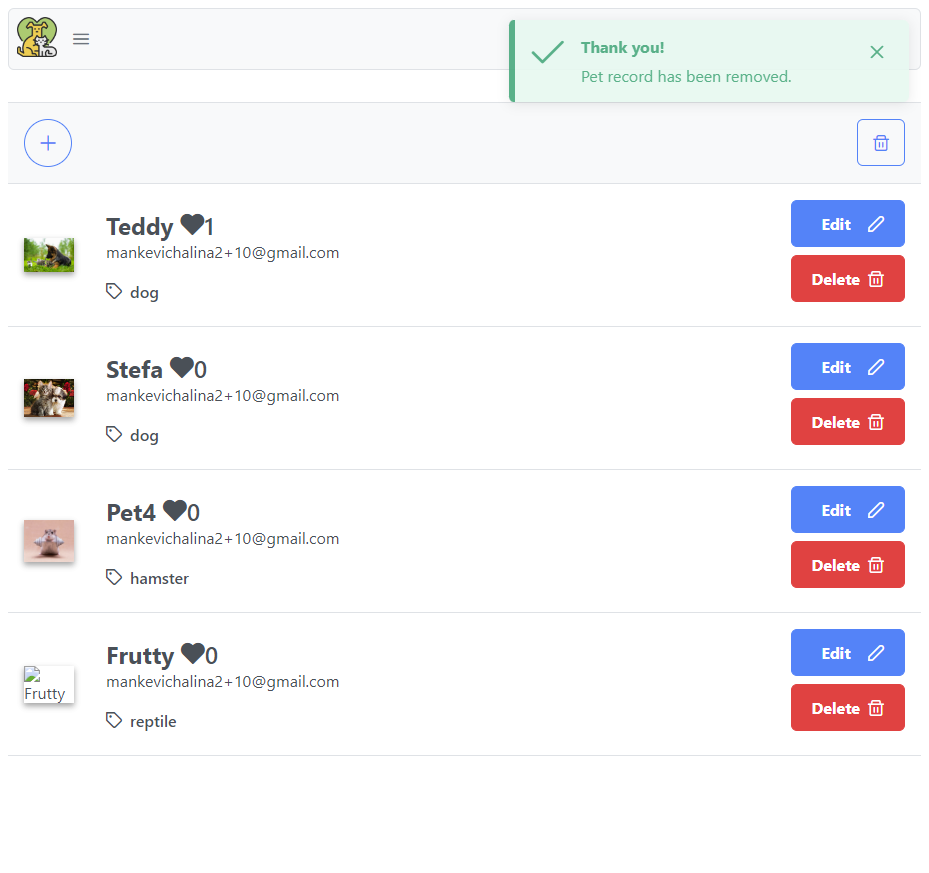 Thank you!
Pet record has been removed.
Teddy 1
mankevichalina2+10@gmail.com
dog
Edit
Delete
Stefa 0
mankevichalina2+10@gmail.com
dog
Edit
Delete
Pet4 0
mankevichalina2+10@gmail.com
hamster
Edit
Delete
Frutty
Frutty 0
mankevichalina2+10@gmail.com
reptile
Edit
Delete